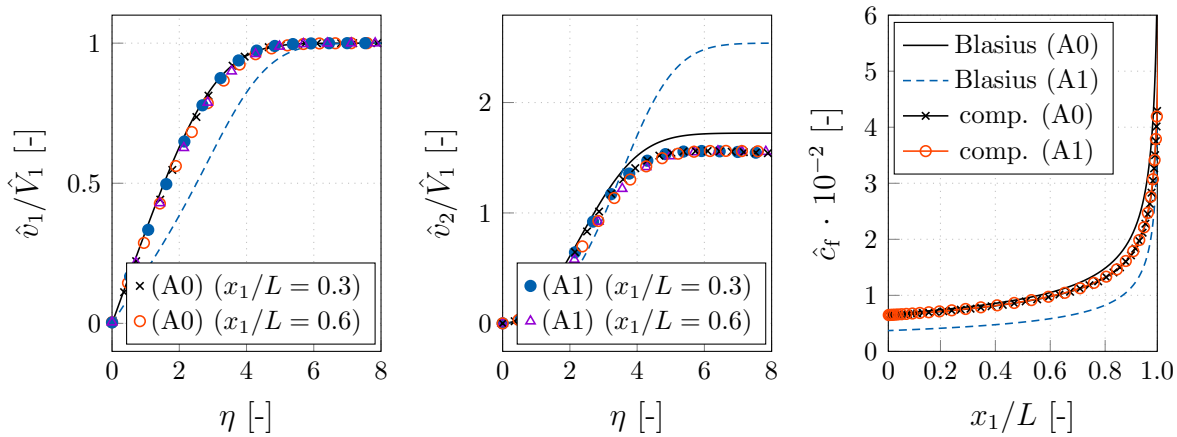 1
0.5
0
0
2
4
6
8
η [-]
v̂₁/V̂₁ [-]
(A0) (x₁/L = 0.3)
(A0) (x₁/L = 0.6)
2
1
0
0
2
4
6
8
η [-]
v̂₂/V̂₁ [-]
(A1) (x₁/L = 0.3)
(A1) (x₁/L = 0.6)
6
5
4
3
2
1
0
0
0.2
0.4
0.6
0.8
1.0
x₁/L [-]
ĉ_f · 10⁻² [-]
Blasius (A0)
Blasius (A1)
comp. (A0)
comp. (A1)